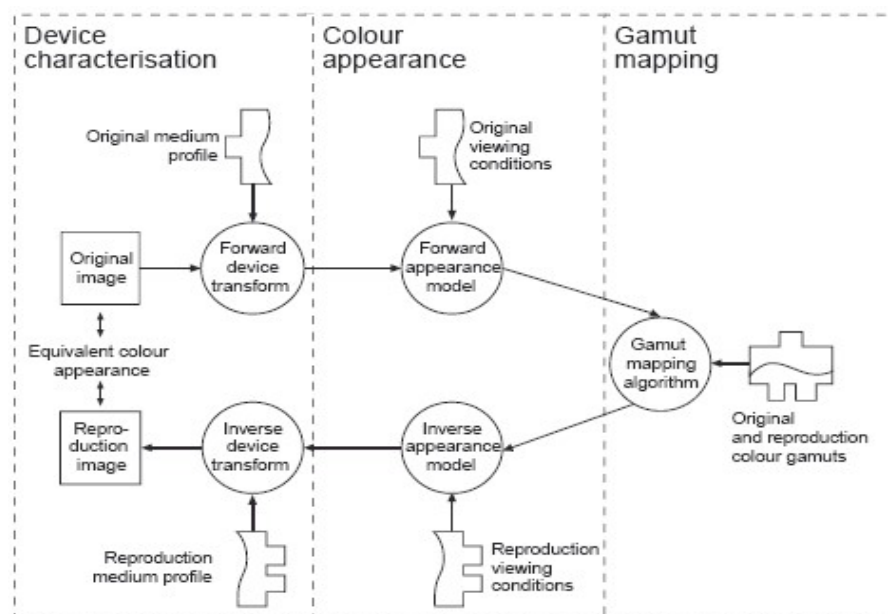 Device
characterisation
Colour
appearance
Gamut
mapping
Original medium
profile
Original
viewing
conditions
Original
image
Forward
device
transform
Forward
appearance
model
Equivalent colour
appearance
Gamut
mapping
algorithm
Original
and reproduction
colour gamuts
Repro-
duction
image
Inverse
device
transform
Inverse
appearance
model
Reproduction
medium profile
Reproduction
viewing
conditions